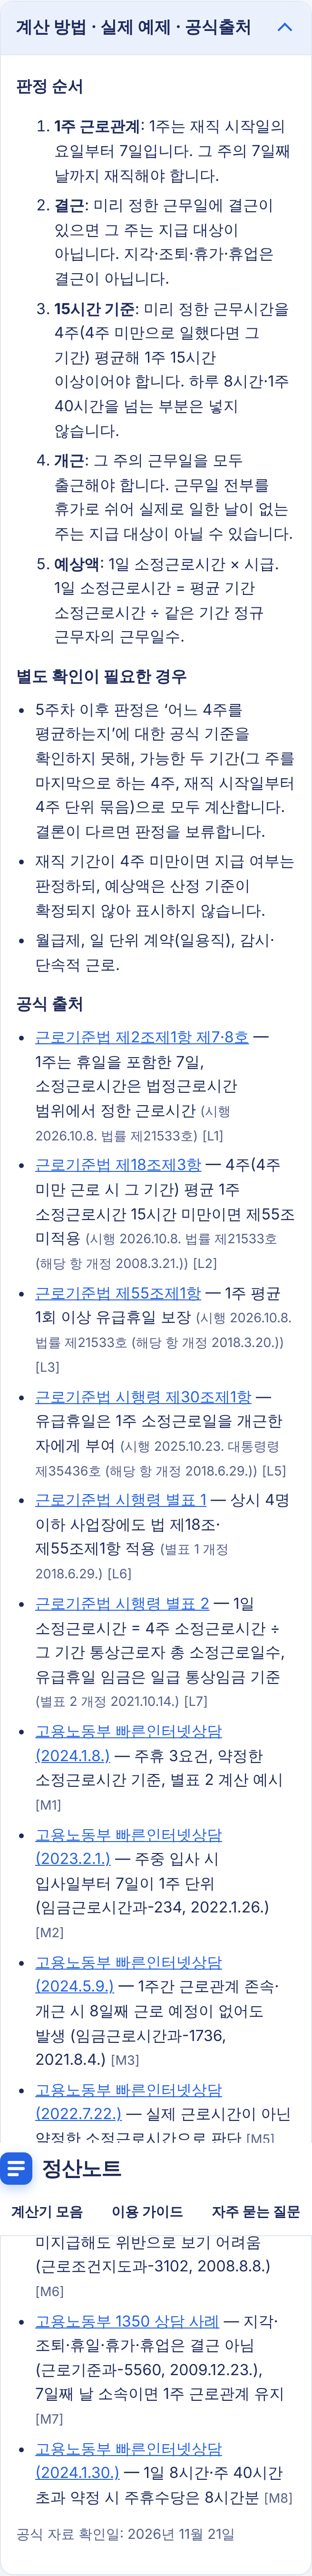 계산 방법 · 실제 예제 · 공식출처
판정 순서
1. 1주 근로관계: 1주는 재직 시작일의
요일부터 7일입니다. 그 주의 7일째
날까지 재직해야 합니다.
2. 결근: 미리 정한 근무일에 결근이
있으면 그 주는 지급 대상이
아닙니다. 지각·조퇴·휴가·휴업은
결근이 아닙니다.
3. 15시간 기준: 미리 정한 근무시간을
4주(4주 미만으로 일했다면 그
기간) 평균해 1주 15시간
이상이어야 합니다. 하루 8시간·1주
40시간을 넘는 부분은 넣지
않습니다.
4. 개근: 그 주의 근무일을 모두
출근해야 합니다. 근무일 전부를
휴가로 쉬어 실제로 일한 날이 없는
주는 지급 대상이 아닐 수 있습니다.
5. 예상액: 1일 소정근로시간 × 시급.
1일 소정근로시간 = 평균 기간
소정근로시간 ÷ 같은 기간 정규
근무자의 근무일수.
별도 확인이 필요한 경우
• 5주차 이후 판정은 ‘어느 4주를
평균하는지’에 대한 공식 기준을
확인하지 못해, 가능한 두 기간(그 주를
마지막으로 하는 4주, 재직 시작일부터
4주 단위 묶음)으로 모두 계산합니다.
결론이 다르면 판정을 보류합니다.
• 재직 기간이 4주 미만이면 지급 여부는
판정하되, 예상액은 산정 기준이
확정되지 않아 표시하지 않습니다.
• 월급제, 일 단위 계약(일용직), 감시·
단속적 근로.
공식 출처
• 근로기준법 제2조제1항 제7·8호 —
1주는 휴일을 포함한 7일,
소정근로시간은 법정근로시간
범위에서 정한 근로시간 (시행
2026.10.8. 법률 제21533호) [L1]
• 근로기준법 제18조제3항 — 4주(4주
미만 근로 시 그 기간) 평균 1주
소정근로시간 15시간 미만이면 제55조
미적용 (시행 2026.10.8. 법률 제21533호
(해당 항 개정 2008.3.21.)) [L2]
• 근로기준법 제55조제1항 — 1주 평균
1회 이상 유급휴일 보장 (시행 2026.10.8.
법률 제21533호 (해당 항 개정 2018.3.20.))
[L3]
• 근로기준법 시행령 제30조제1항 —
유급휴일은 1주 소정근로일을 개근한
자에게 부여 (시행 2025.10.23. 대통령령
제35436호 (해당 항 개정 2018.6.29.)) [L5]
• 근로기준법 시행령 별표 1 — 상시 4명
이하 사업장에도 법 제18조·
제55조제1항 적용 (별표 1 개정
2018.6.29.) [L6]
• 근로기준법 시행령 별표 2 — 1일
소정근로시간 = 4주 소정근로시간 ÷
그 기간 통상근로자 총 소정근로일수,
유급휴일 임금은 일급 통상임금 기준
(별표 2 개정 2021.10.14.) [L7]
• 고용노동부 빠른인터넷상담
(2024.1.8.) — 주휴 3요건, 약정한
소정근로시간 기준, 별표 2 계산 예시
[M1]
• 고용노동부 빠른인터넷상담
(2023.2.1.) — 주중 입사 시
입사일부터 7일이 1주 단위
(임금근로시간과-234, 2022.1.26.)
[M2]
• 고용노동부 빠른인터넷상담
(2024.5.9.) — 1주간 근로관계 존속·
개근 시 8일째 근로 예정이 없어도
발생 (임금근로시간과-1736,
2021.8.4.) [M3]
• 고용노동부 빠른인터넷상담
(2022.7.22.) — 실제 근로시간이 아닌
약정한 소정근로시간으로 판단 [M5]
정산노트
계산기 모음 이용 가이드 자주 묻는 질문
미지급해도 위반으로 보기 어려움
(근로조건지도과-3102, 2008.8.8.)
[M6]
• 고용노동부 1350 상담 사례 — 지각·
조퇴·휴일·휴가·휴업은 결근 아님
(근로기준과-5560, 2009.12.23.),
7일째 날 소속이면 1주 근로관계 유지
[M7]
• 고용노동부 빠른인터넷상담
(2024.1.30.) — 1일 8시간·주 40시간
초과 약정 시 주휴수당은 8시간분 [M8]
공식 자료 확인일: 2026년 11월 21일